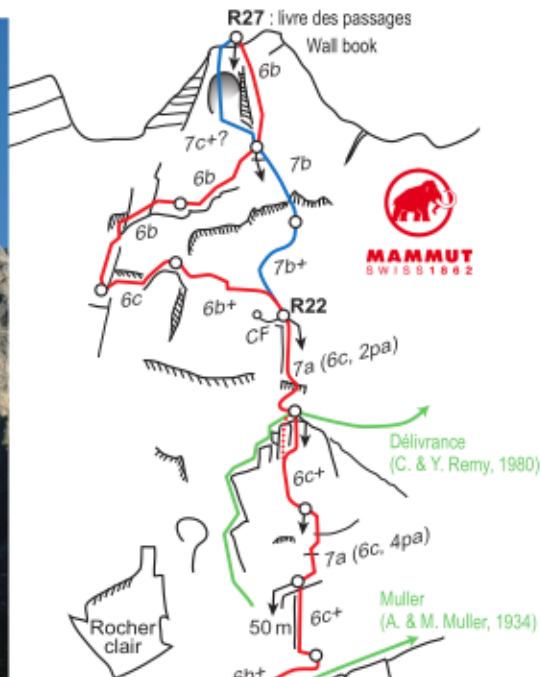 R27 : livre des passages
Wall book
6b
7c+?
7b
6b
6b
MAMMUT
SWISS 1862
7b+
6c
6b+
R22
CF
7a (6c, 2pa)
Délivrance
(C. & Y. Remy, 1980)
6c+
7a (6c, 4pa)
Muller
(A. & M. Muller, 1934)
50 m
6c+
Rocher
clair
6b+